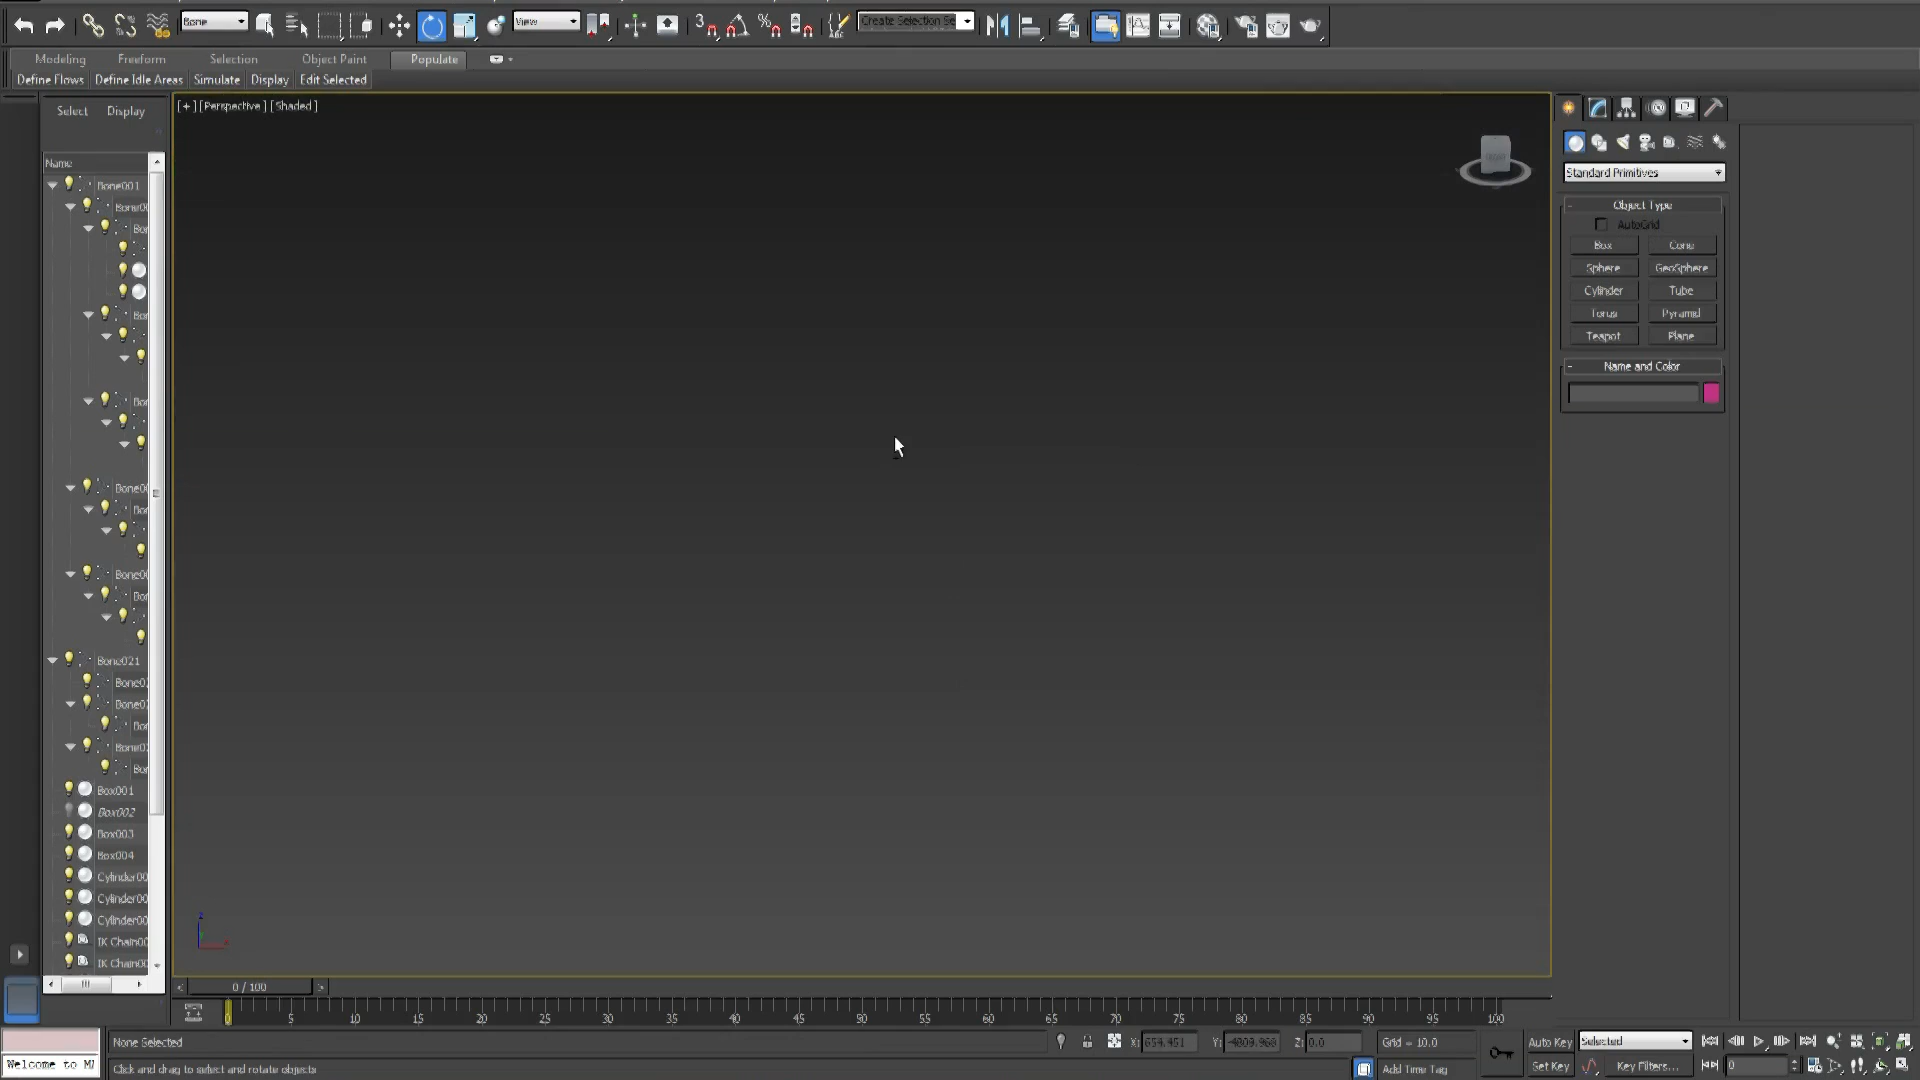 Bone
View
Create Selection Se
Modeling Freeform Selection Object Paint Populate
Define Flows Define Idle Areas Simulate Display Edit Selected
Select Display
[+] [Perspective] [Shaded]
Standard Primitives
Name
Object Type
AutoGrid
Box Cone
Sphere GeoSphere
Cylinder Tube
Torus Pyramid
Teapot Plane
Name and Color
Bone001
Bone00
Bon
Bon
Bon
Bone00
Bon
Bone00
Bon
Bone021
Bone02
Bone02
Bon
Bone02
Bon
Box001
Box002
Box003
Box004
Cylinder00
Cylinder00
Cylinder00
IK Chain00
IK Chain00
z
x
< 0 / 100 >
0 5 10 15 20 25 30 35 40 45 50 55 60 65 70 75 80 85 90 95 100
None Selected X: 654.451 Y: -4809.968 Z: 0.0 Grid = 10.0 Auto Key Selected
Welcome to M
Click and drag to select and rotate objects Add Time Tag Set Key Key Filters... 0